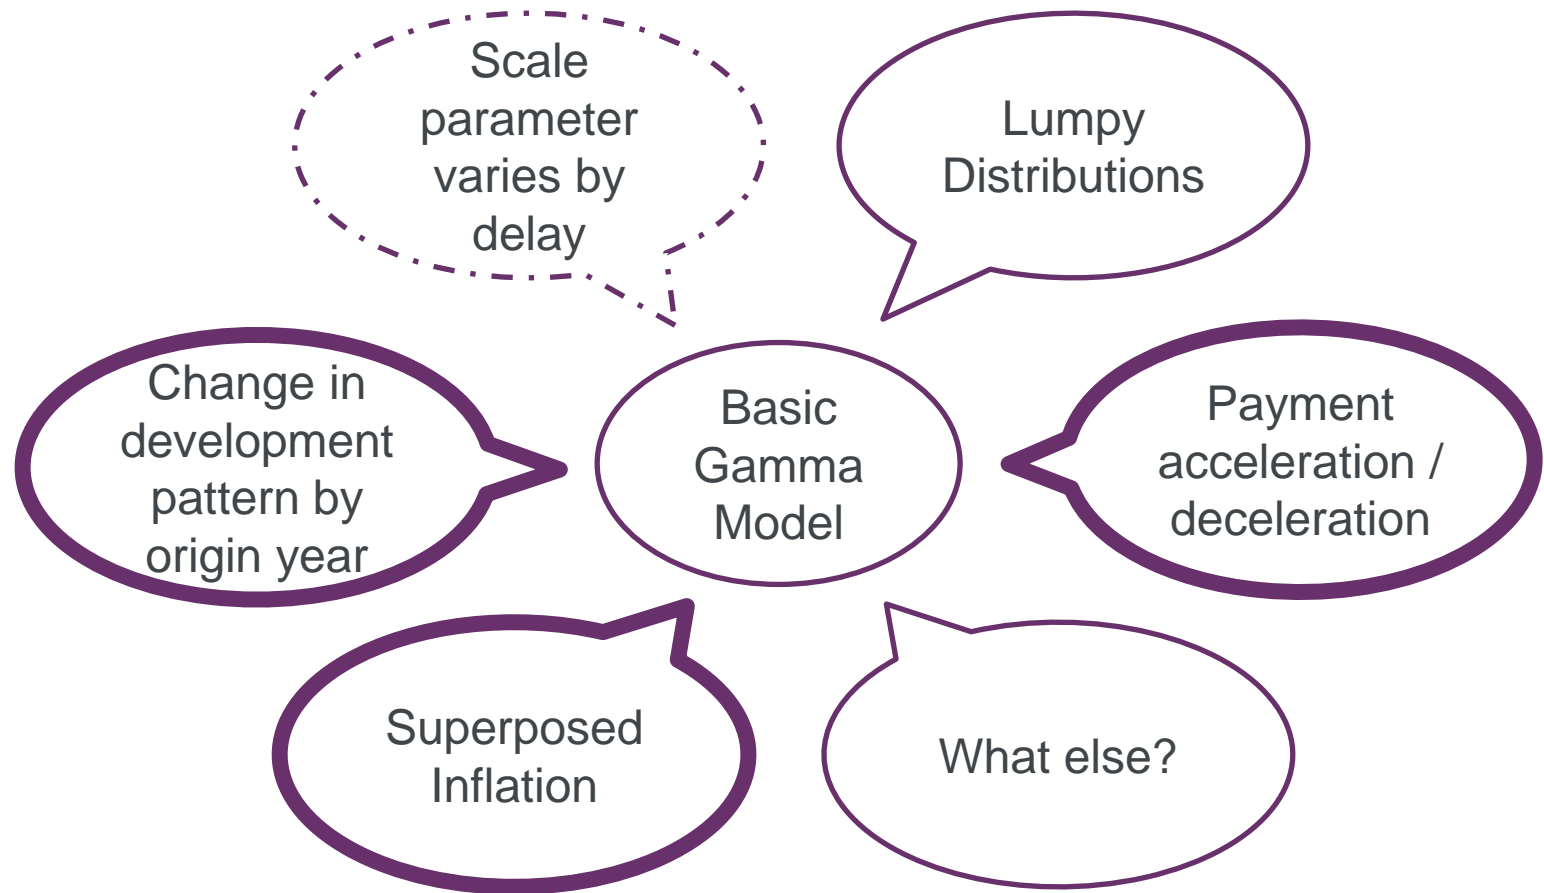 Scale
parameter
varies by
delay
Lumpy
Distributions
Change in
development
pattern by
origin year
Basic
Gamma
Model
Payment
acceleration /
deceleration
Superposed
Inflation
What else?